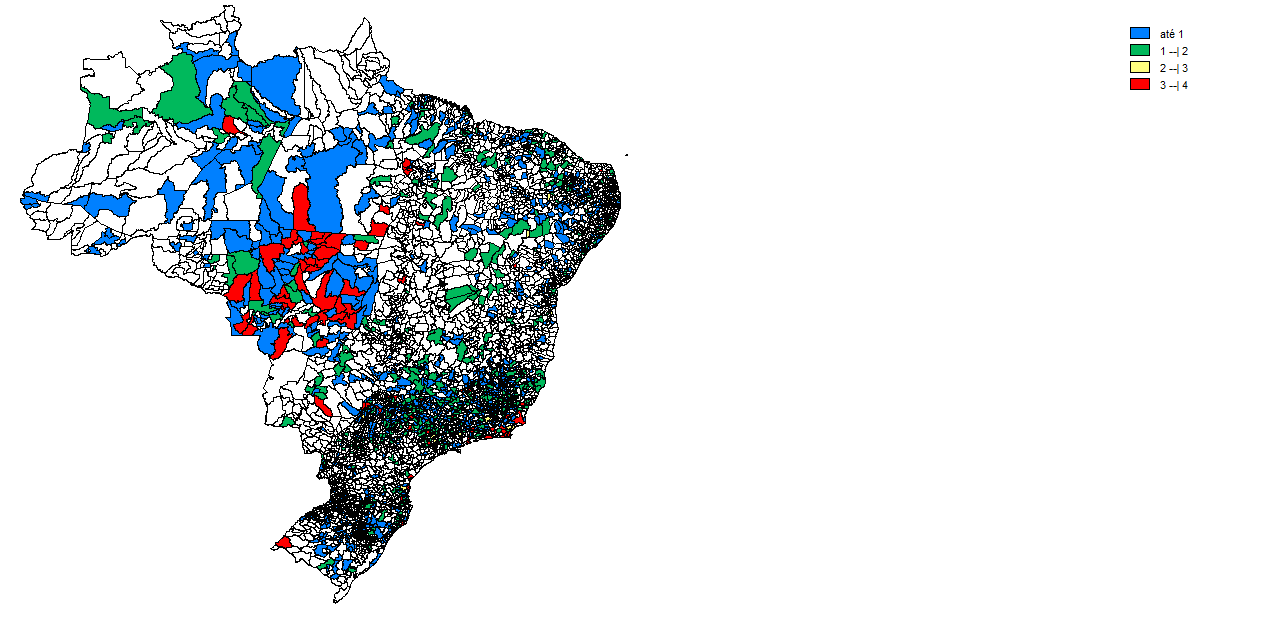 até 1
1 --| 2
2 --| 3
3 --| 4